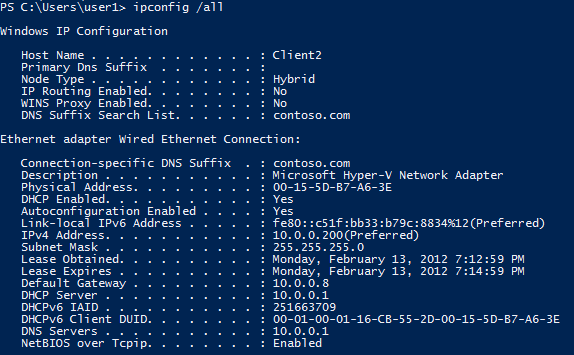 PS C:\Users\user1> ipconfig /all
Windows IP Configuration
Host Name . . . . . . . . . . . . : Client2
Primary Dns Suffix  . . . . . . . :
Node Type . . . . . . . . . . . . : Hybrid
IP Routing Enabled. . . . . . . . : No
WINS Proxy Enabled. . . . . . . . : No
DNS Suffix Search List. . . . . . : contoso.com
Ethernet adapter Wired Ethernet Connection:
Connection-specific DNS Suffix  . : contoso.com
Description . . . . . . . . . . . : Microsoft Hyper-V Network Adapter
Physical Address. . . . . . . . . : 00-15-5D-B7-A6-3E
DHCP Enabled. . . . . . . . . . . : Yes
Autoconfiguration Enabled . . . . : Yes
Link-local IPv6 Address . . . . . : fe80::c51f:bb33:b79c:8834%12(Preferred)
IPv4 Address. . . . . . . . . . . : 10.0.0.200(Preferred)
Subnet Mask . . . . . . . . . . . : 255.255.255.0
Lease Obtained. . . . . . . . . . : Monday, February 13, 2012 7:12:59 PM
Lease Expires . . . . . . . . . . : Monday, February 13, 2012 7:14:59 PM
Default Gateway . . . . . . . . . : 10.0.0.8
DHCP Server . . . . . . . . . . . : 10.0.0.1
DHCPv6 IAID . . . . . . . . . . . : 251663709
DHCPv6 Client DUID. . . . . . . . : 00-01-00-01-16-CB-55-2D-00-15-5D-B7-A6-3E
DNS Servers . . . . . . . . . . . : 10.0.0.1
NetBIOS over Tcpip. . . . . . . . : Enabled